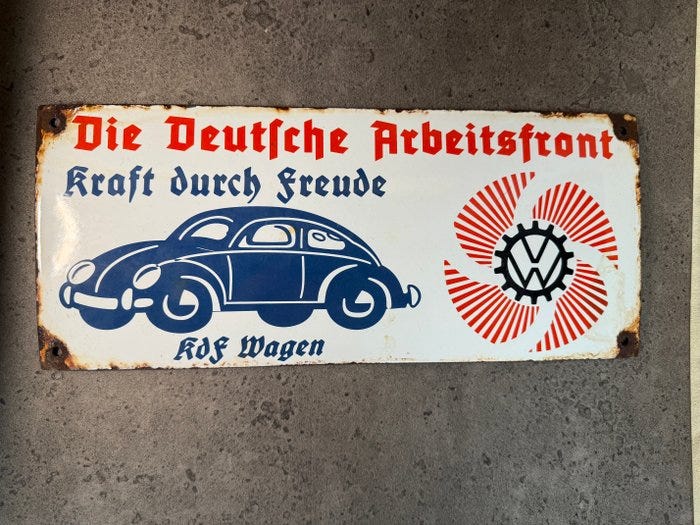 Die Deutſche Arbeitsfront
Kraft durch Freude
VW
KdF Wagen